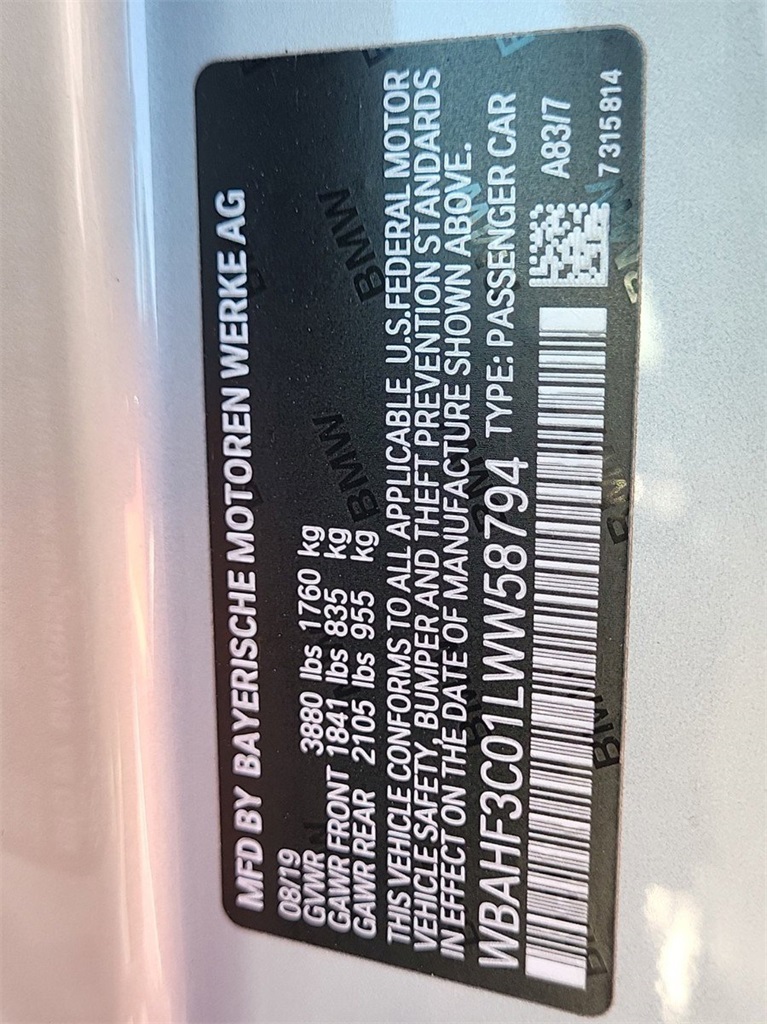 MFD BY BAYERISCHE MOTOREN WERKE AG
08/19
GVWR 3880 lbs 1760 kg
GAWR FRONT 1841 lbs 835 kg
GAWR REAR 2105 lbs 955 kg
THIS VEHICLE CONFORMS TO ALL APPLICABLE U.S.FEDERAL MOTOR
VEHICLE SAFETY, BUMPER AND THEFT PREVENTION STANDARDS
IN EFFECT ON THE DATE OF MANUFACTURE SHOWN ABOVE.
WBAHF3C01LWW58794 TYPE: PASSENGER CAR
A83/7
7315814
BMW
BMW